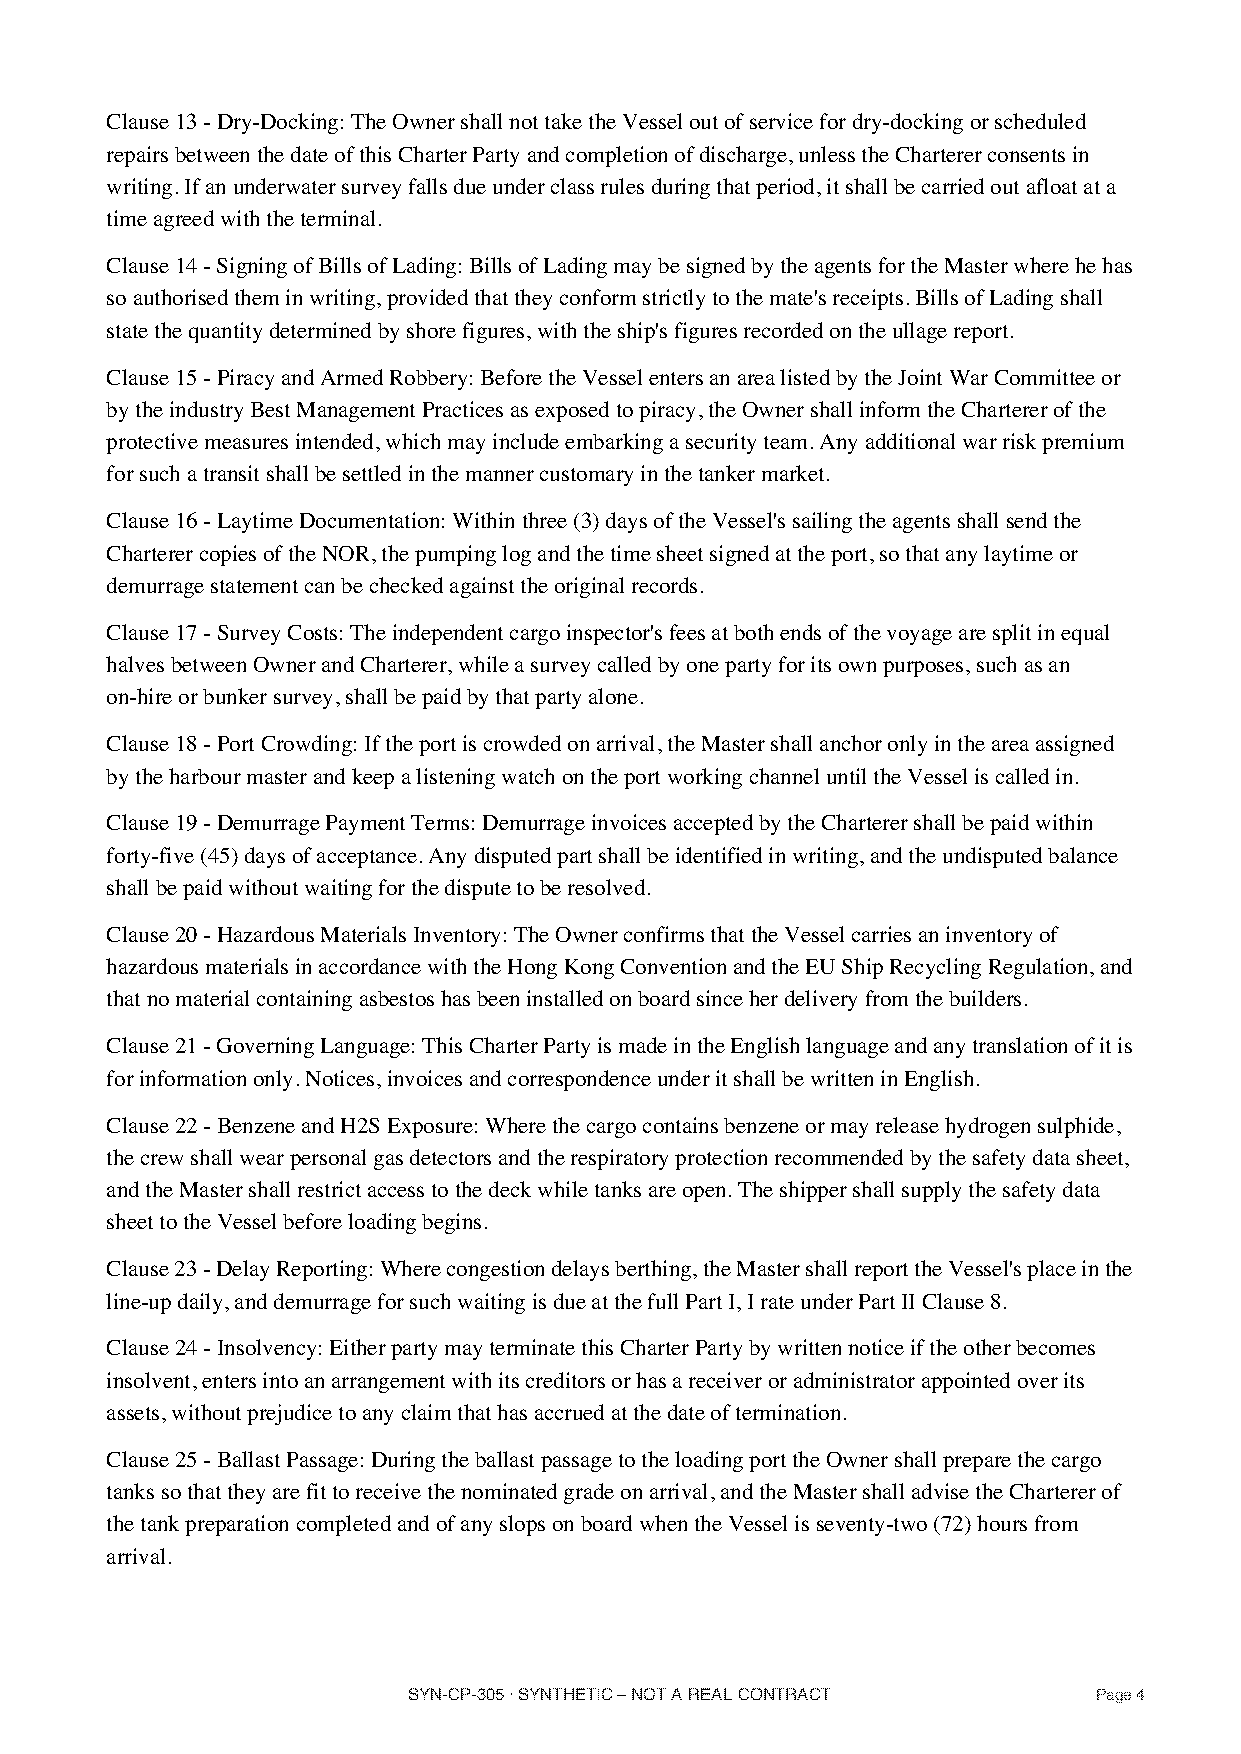 Clause 13 - Dry-Docking: The Owner shall not take the Vessel out of service for dry-docking or scheduled
repairs between the date of this Charter Party and completion of discharge, unless the Charterer consents in
writing. If an underwater survey falls due under class rules during that period, it shall be carried out afloat at a
time agreed with the terminal.
Clause 14 - Signing of Bills of Lading: Bills of Lading may be signed by the agents for the Master where he has
so authorised them in writing, provided that they conform strictly to the mate's receipts. Bills of Lading shall
state the quantity determined by shore figures, with the ship's figures recorded on the ullage report.
Clause 15 - Piracy and Armed Robbery: Before the Vessel enters an area listed by the Joint War Committee or
by the industry Best Management Practices as exposed to piracy, the Owner shall inform the Charterer of the
protective measures intended, which may include embarking a security team. Any additional war risk premium
for such a transit shall be settled in the manner customary in the tanker market.
Clause 16 - Laytime Documentation: Within three (3) days of the Vessel's sailing the agents shall send the
Charterer copies of the NOR, the pumping log and the time sheet signed at the port, so that any laytime or
demurrage statement can be checked against the original records.
Clause 17 - Survey Costs: The independent cargo inspector's fees at both ends of the voyage are split in equal
halves between Owner and Charterer, while a survey called by one party for its own purposes, such as an
on-hire or bunker survey, shall be paid by that party alone.
Clause 18 - Port Crowding: If the port is crowded on arrival, the Master shall anchor only in the area assigned
by the harbour master and keep a listening watch on the port working channel until the Vessel is called in.
Clause 19 - Demurrage Payment Terms: Demurrage invoices accepted by the Charterer shall be paid within
forty-five (45) days of acceptance. Any disputed part shall be identified in writing, and the undisputed balance
shall be paid without waiting for the dispute to be resolved.
Clause 20 - Hazardous Materials Inventory: The Owner confirms that the Vessel carries an inventory of
hazardous materials in accordance with the Hong Kong Convention and the EU Ship Recycling Regulation, and
that no material containing asbestos has been installed on board since her delivery from the builders.
Clause 21 - Governing Language: This Charter Party is made in the English language and any translation of it is
for information only. Notices, invoices and correspondence under it shall be written in English.
Clause 22 - Benzene and H2S Exposure: Where the cargo contains benzene or may release hydrogen sulphide,
the crew shall wear personal gas detectors and the respiratory protection recommended by the safety data sheet,
and the Master shall restrict access to the deck while tanks are open. The shipper shall supply the safety data
sheet to the Vessel before loading begins.
Clause 23 - Delay Reporting: Where congestion delays berthing, the Master shall report the Vessel's place in the
line-up daily, and demurrage for such waiting is due at the full Part I, I rate under Part II Clause 8.
Clause 24 - Insolvency: Either party may terminate this Charter Party by written notice if the other becomes
insolvent, enters into an arrangement with its creditors or has a receiver or administrator appointed over its
assets, without prejudice to any claim that has accrued at the date of termination.
Clause 25 - Ballast Passage: During the ballast passage to the loading port the Owner shall prepare the cargo
tanks so that they are fit to receive the nominated grade on arrival, and the Master shall advise the Charterer of
the tank preparation completed and of any slops on board when the Vessel is seventy-two (72) hours from
arrival.
SYN-CP-305 · SYNTHETIC – NOT A REAL CONTRACT Page 4